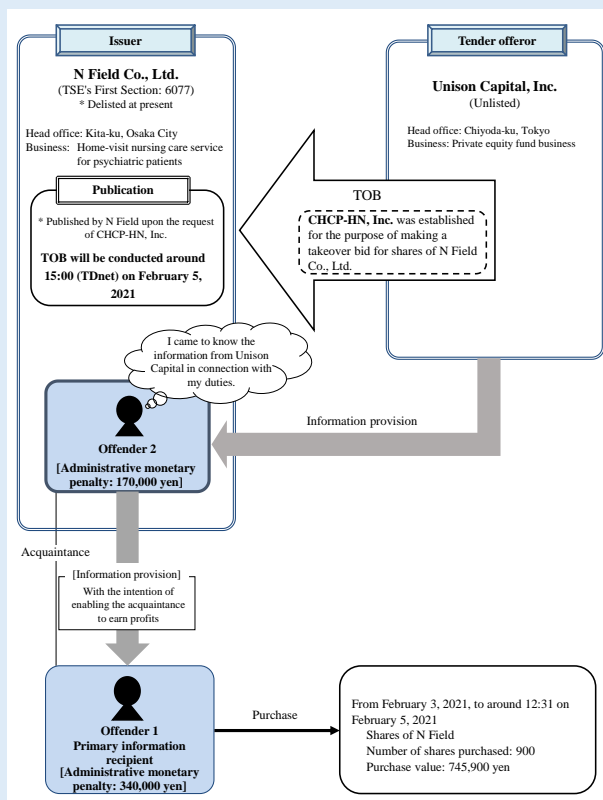 Issuer
N Field Co., Ltd.
(TSE's First Section: 6077)
* Delisted at present
Head office: Kita-ku, Osaka City
Business: Home-visit nursing care service
for psychiatric patients
Publication
* Published by N Field upon the request
of CHCP-HN, Inc.
TOB will be conducted around
15:00 (TDnet) on February 5,
2021
Tender offeror
Unison Capital, Inc.
(Unlisted)
Head office: Chiyoda-ku, Tokyo
Business: Private equity fund business
TOB
CHCP-HN, Inc. was established
for the purpose of making a
takeover bid for shares of N Field
Co., Ltd.
I came to know the
information from Unison
Capital in connection with
my duties.
Information provision
Offender 2
[Administrative monetary
penalty: 170,000 yen]
Acquaintance
[Information provision]
With the intention of
enabling the acquaintance
to earn profits
Offender 1
Primary information
recipient
[Administrative monetary
penalty: 340,000 yen]
Purchase
From February 3, 2021, to around 12:31 on
February 5, 2021
Shares of N Field
Number of shares purchased: 900
Purchase value: 745,900 yen